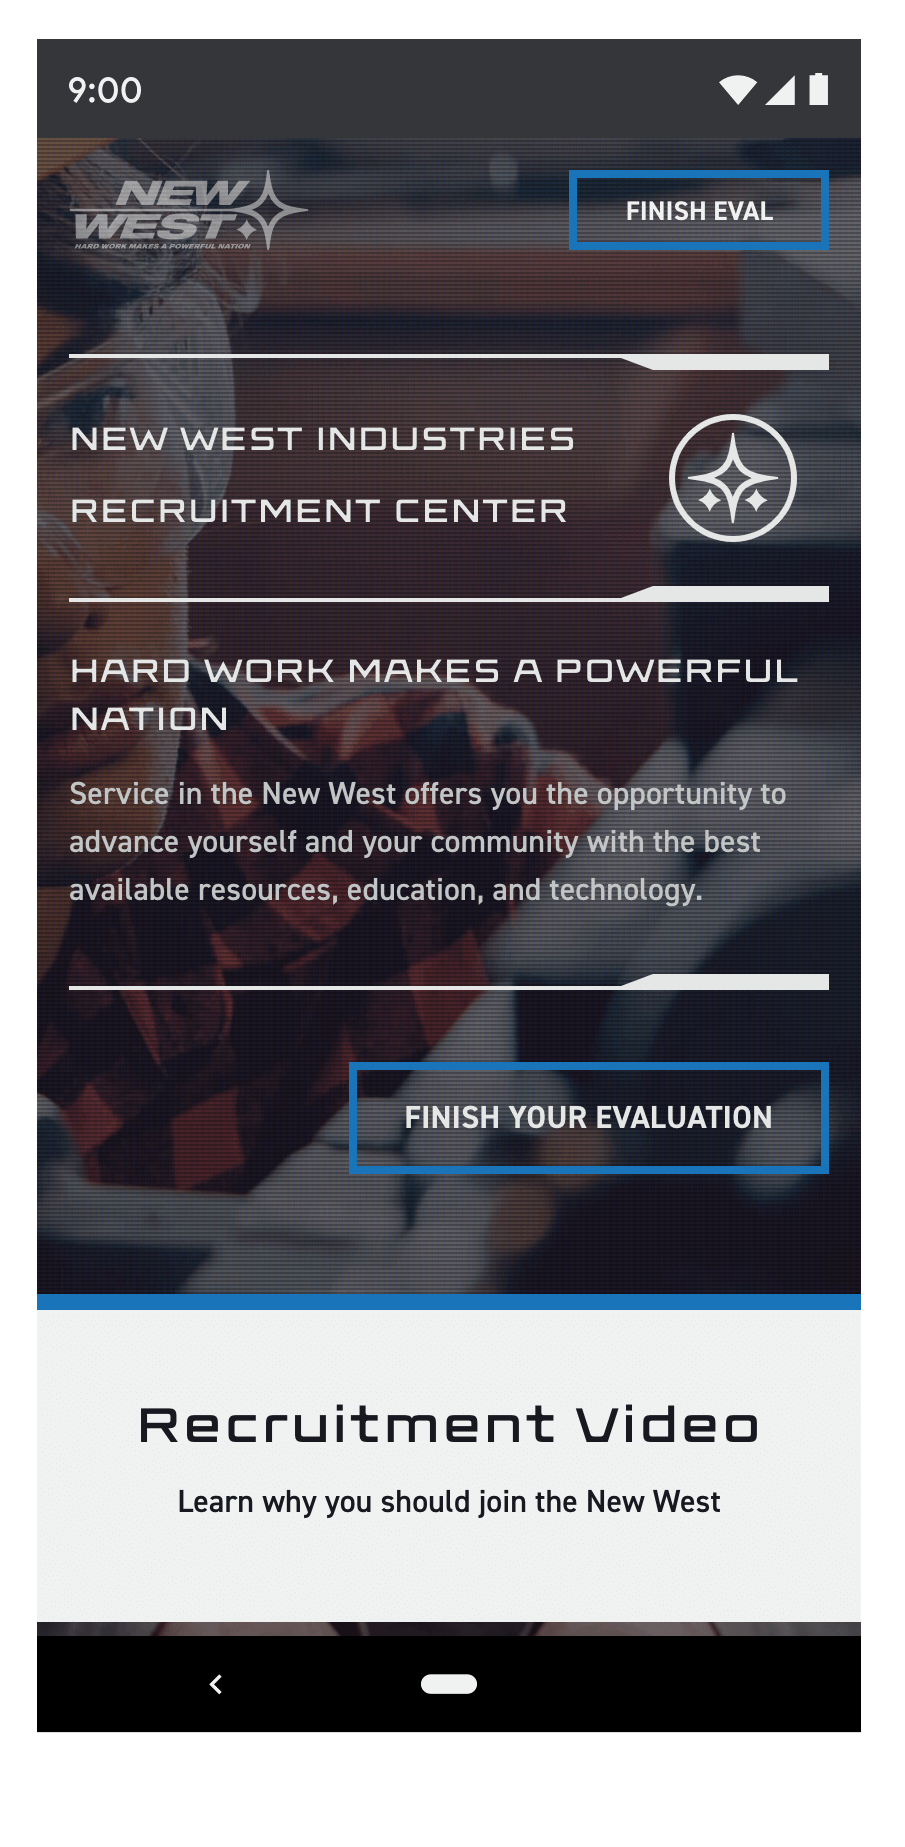 9:00
NEW
WEST
HARD WORK MAKES A POWERFUL NATION
FINISH EVAL
NEW WEST INDUSTRIES
RECRUITMENT CENTER
HARD WORK MAKES A POWERFUL
NATION
Service in the New West offers you the opportunity to
advance yourself and your community with the best
available resources, education, and technology.
FINISH YOUR EVALUATION
Recruitment Video
Learn why you should join the New West